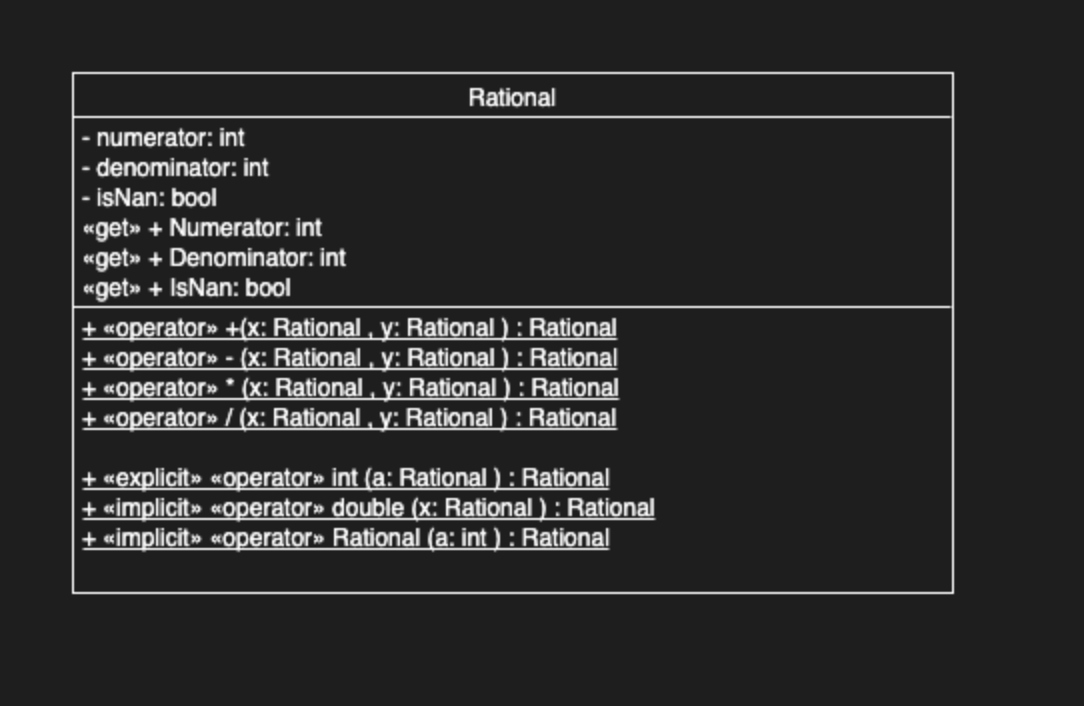 Rational
- numerator: int
- denominator: int
- isNan: bool
«get» + Numerator: int
«get» + Denominator: int
«get» + IsNan: bool
+ «operator» +(x: Rational , y: Rational ) : Rational
+ «operator» - (x: Rational , y: Rational ) : Rational
+ «operator» * (x: Rational , y: Rational ) : Rational
+ «operator» / (x: Rational , y: Rational ) : Rational
+ «explicit» «operator» int (a: Rational ) : Rational
+ «implicit» «operator» double (x: Rational ) : Rational
+ «implicit» «operator» Rational (a: int ) : Rational